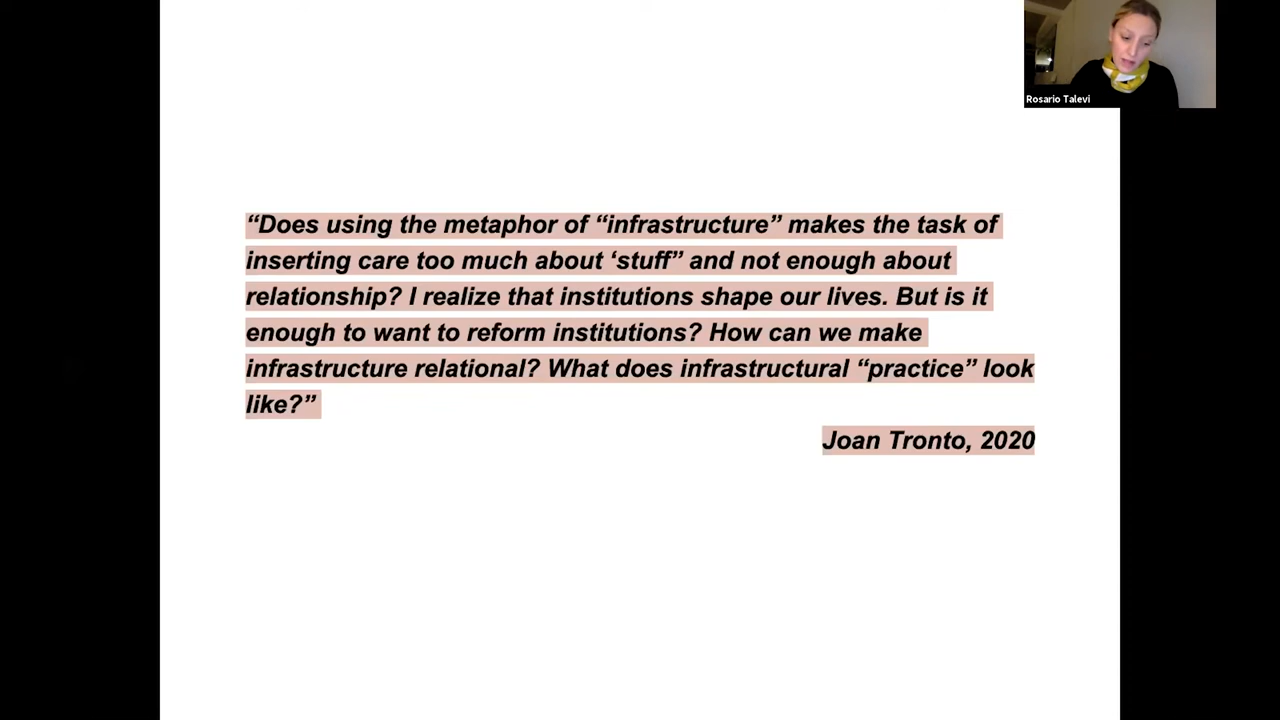 Rosario Talevi
“Does using the metaphor of “infrastructure” makes the task of
inserting care too much about ‘stuff” and not enough about
relationship? I realize that institutions shape our lives. But is it
enough to want to reform institutions? How can we make
infrastructure relational? What does infrastructural “practice” look
like?”
Joan Tronto, 2020